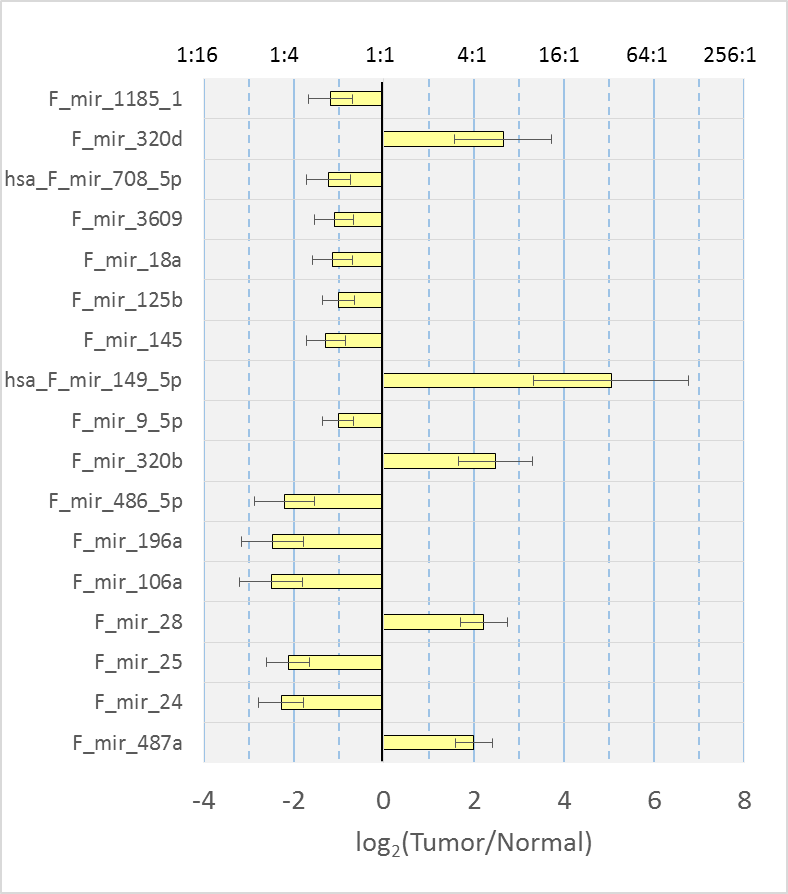 1:16 1:4 1:1 4:1 16:1 64:1 256:1
F_mir_1185_1
F_mir_320d
hsa_F_mir_708_5p
F_mir_3609
F_mir_18a
F_mir_125b
F_mir_145
hsa_F_mir_149_5p
F_mir_9_5p
F_mir_320b
F_mir_486_5p
F_mir_196a
F_mir_106a
F_mir_28
F_mir_25
F_mir_24
F_mir_487a
-4 -2 0 2 4 6 8
log₂(Tumor/Normal)